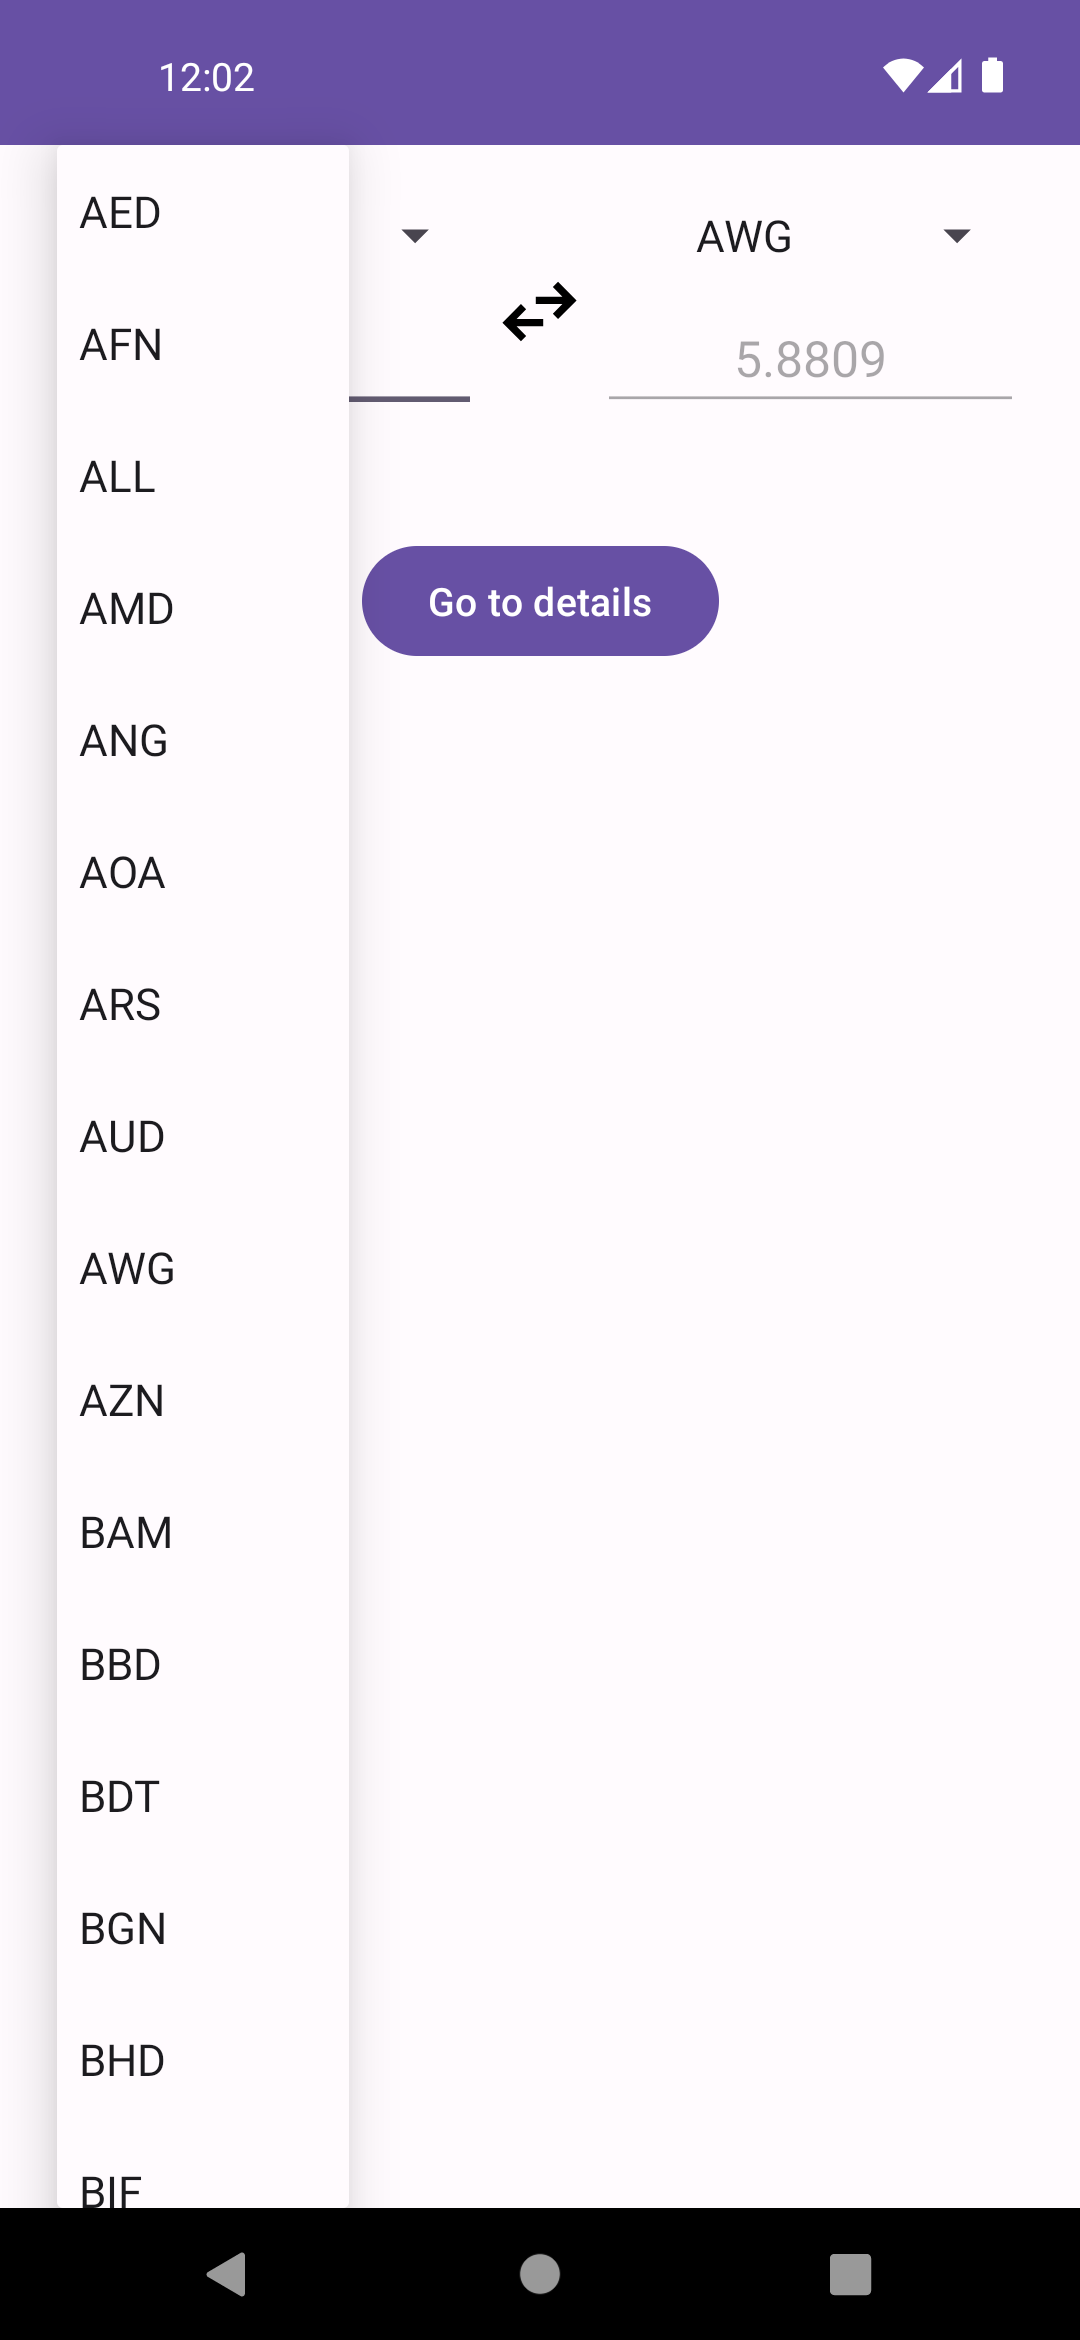 12:02
AED
AFN
ALL
AMD
ANG
AOA
ARS
AUD
AWG
AZN
BAM
BBD
BDT
BGN
BHD
BIF
AWG
5.8809
Go to details